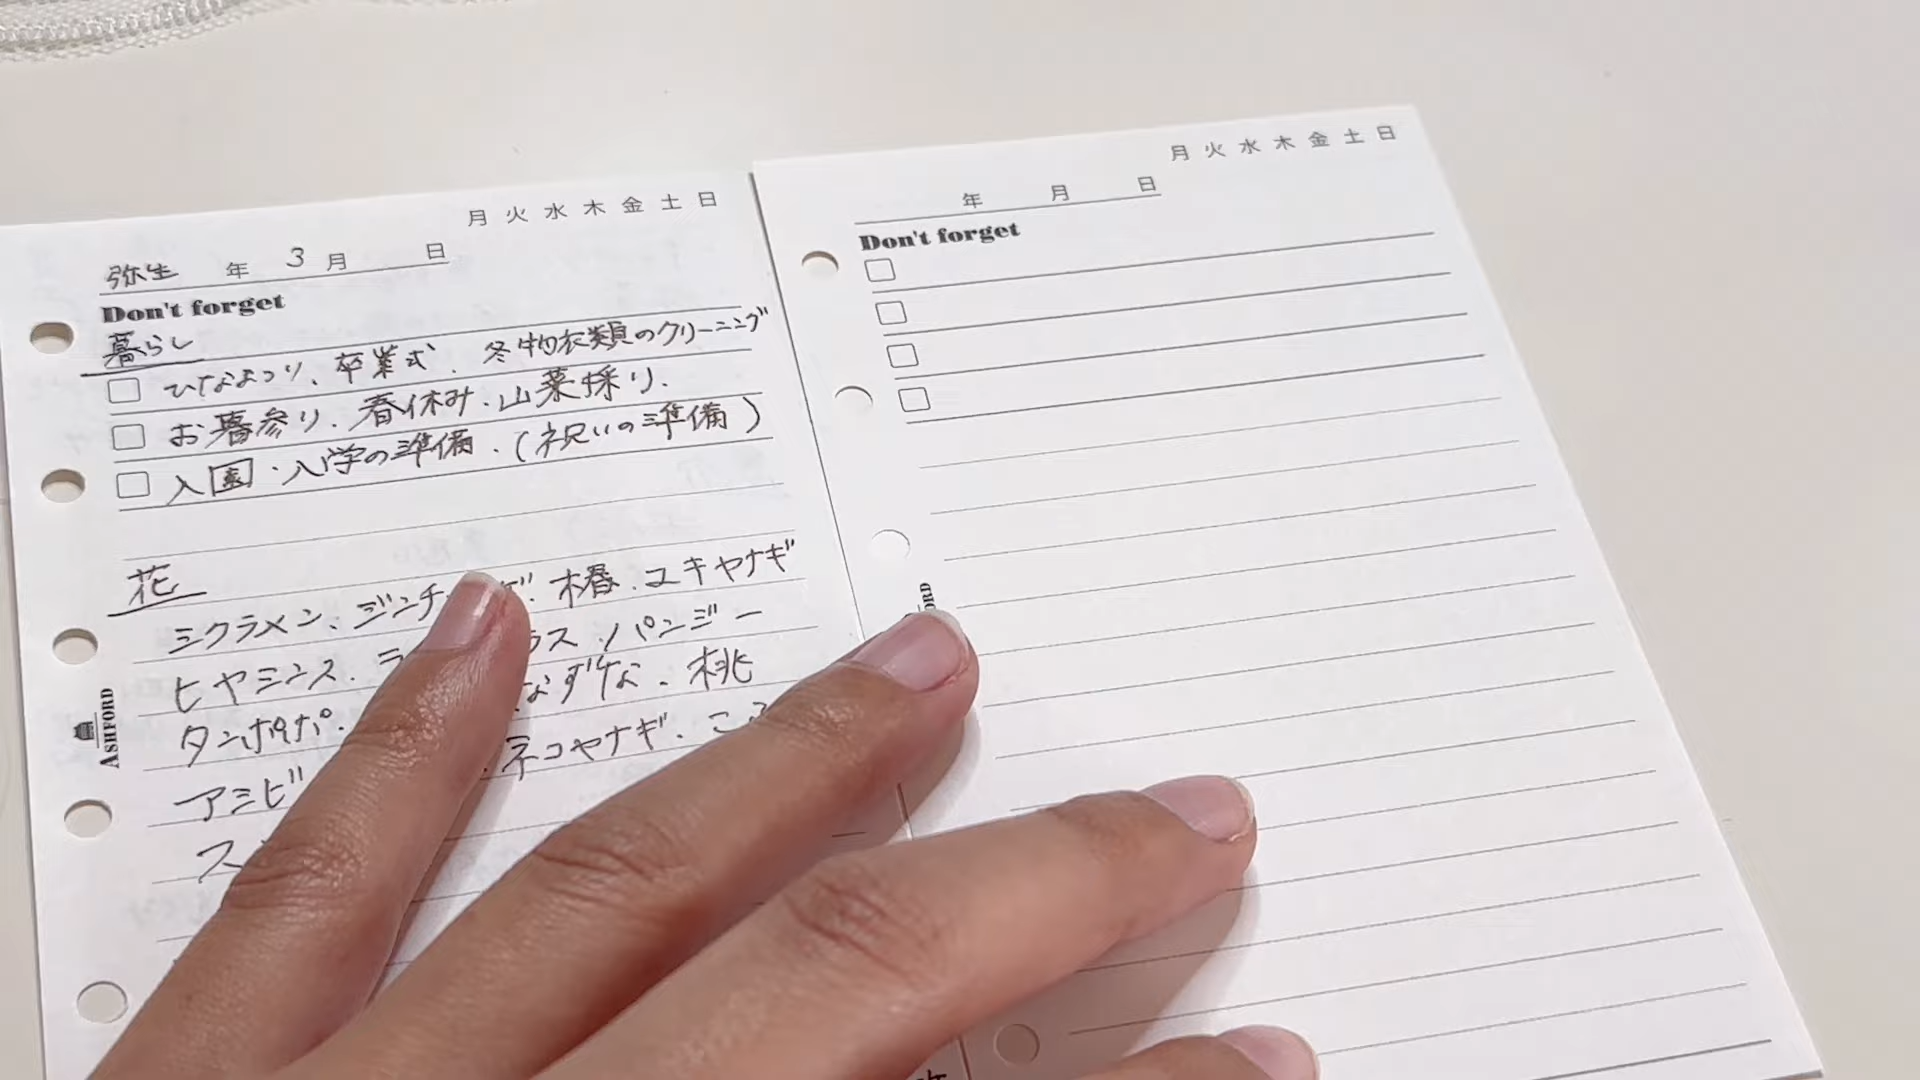 月 火 水 木 金 土 日
弥生 年 3 月 日
Don't forget
暮らし
ひなまつり、卒業式、冬物衣類のクリーニング
お墓参り、春休み、山菜採り、
入園・入学の準備、(祝いの準備)
花
ミクラメン、ジンチ 椿、ユキヤナギ
ヒヤシンス、 ラス、パンジー
タンポポ、 なずな、桃
アシビ ネコヤナギ、
ス
ASHFORD
月 火 水 木 金 土 日
年 月 日
Don't forget